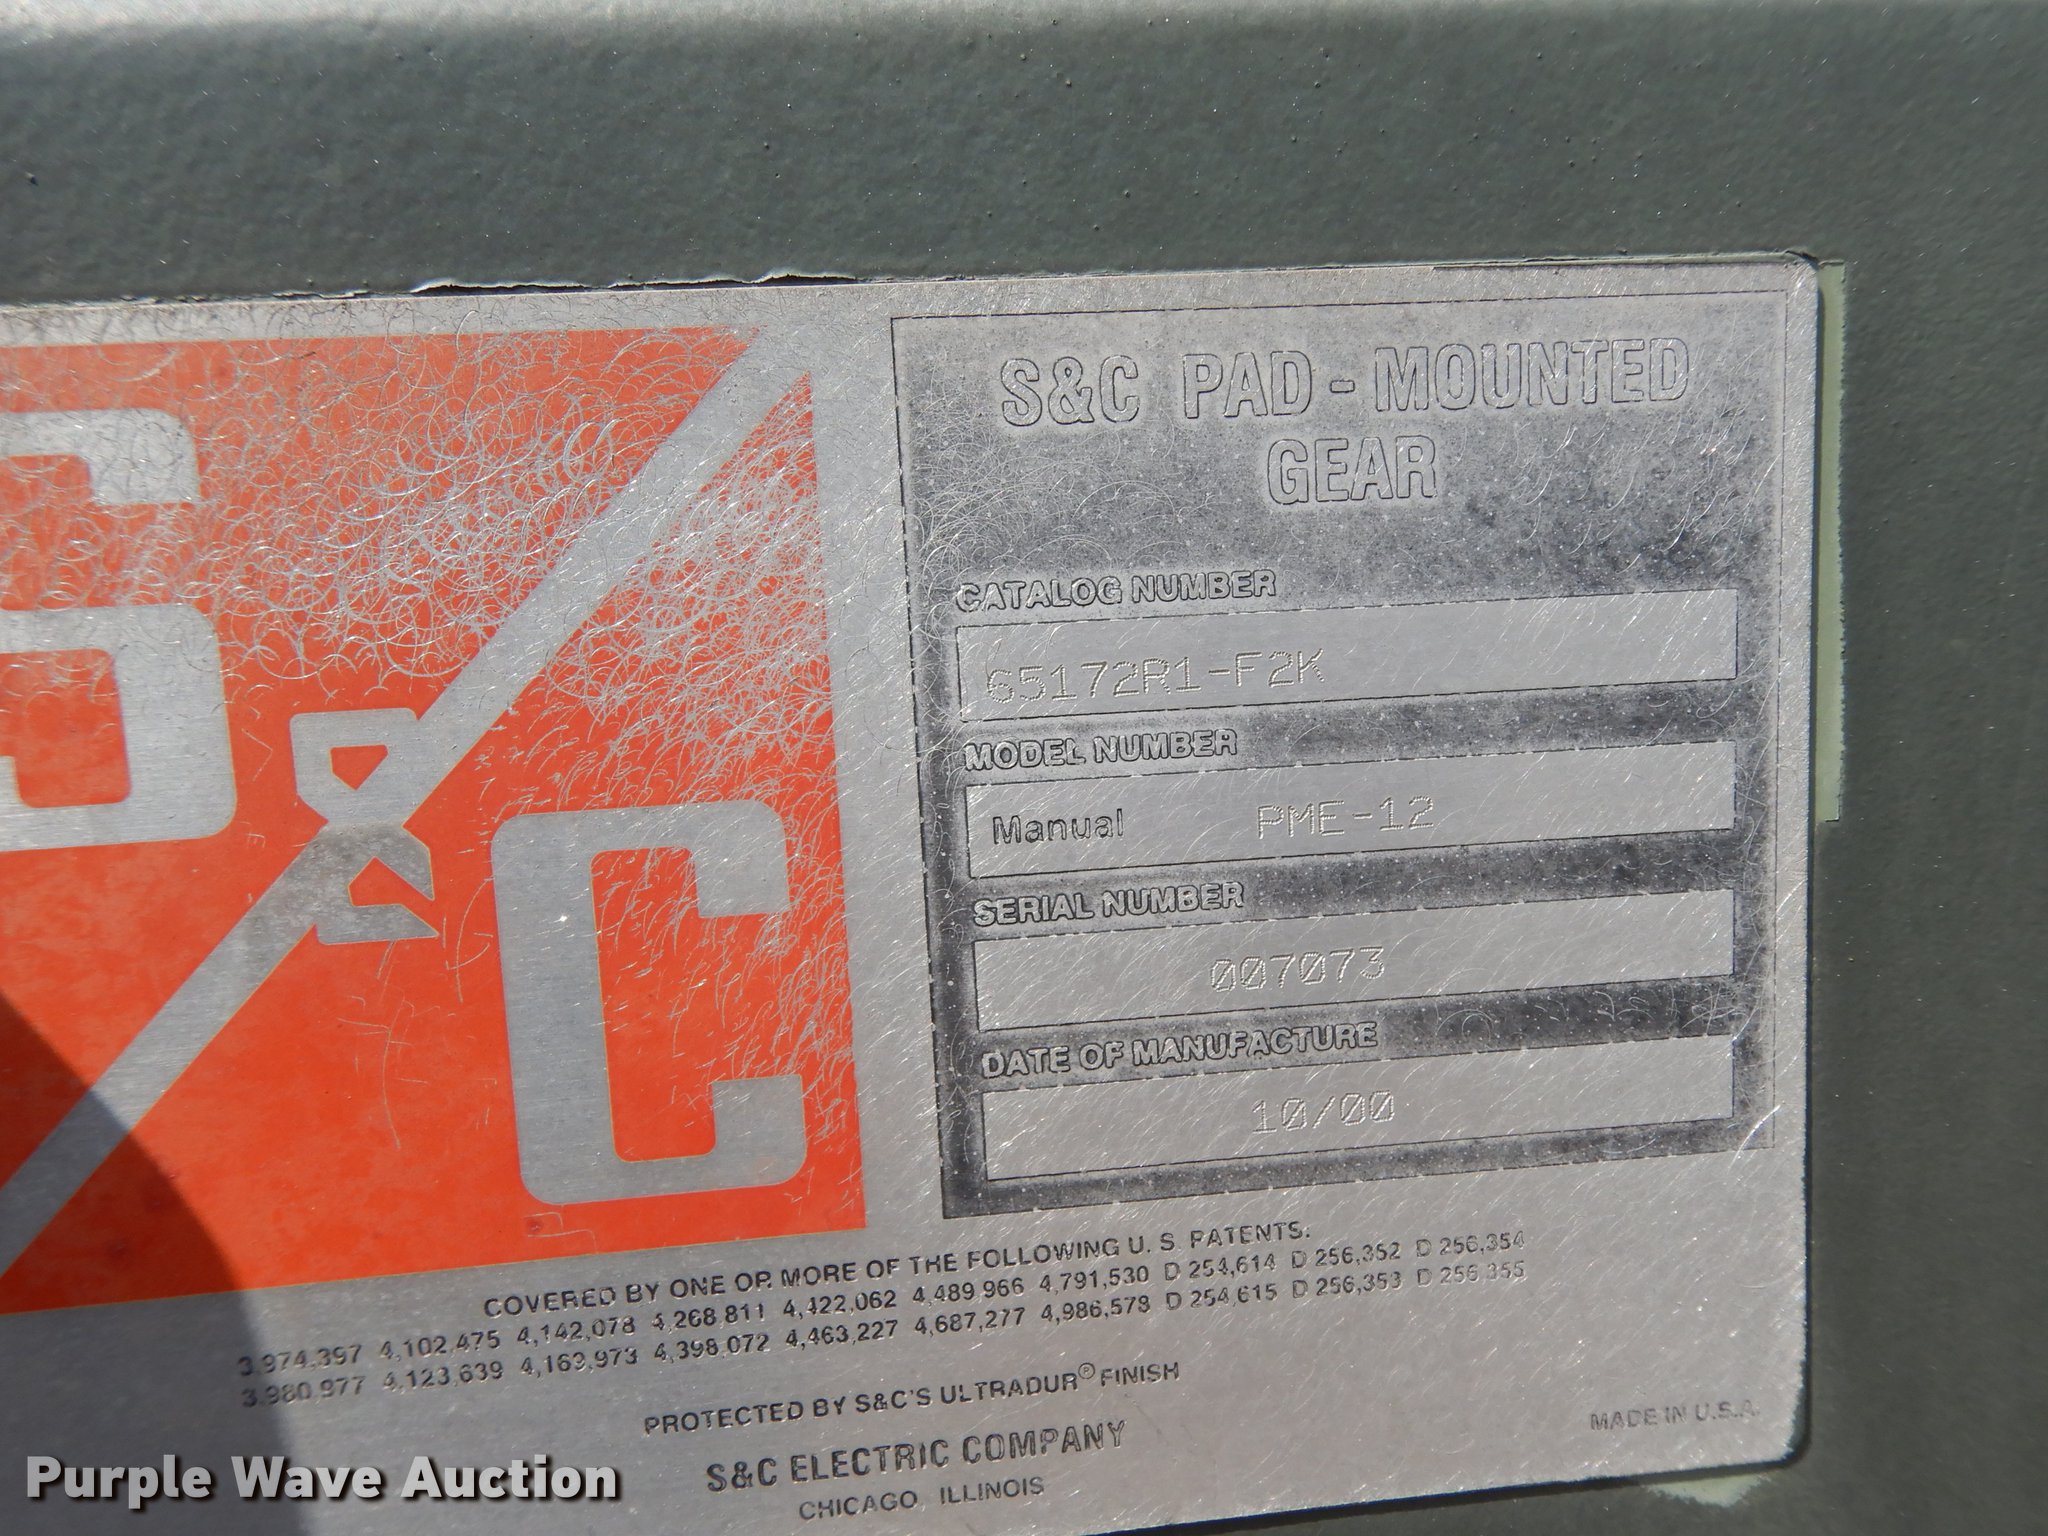 S&C
S&C PAD-MOUNTED
GEAR
CATALOG NUMBER
65172R1-F2K
MODEL NUMBER
Manual PME-12
SERIAL NUMBER
007073
DATE OF MANUFACTURE
10/00
COVERED BY ONE OR MORE OF THE FOLLOWING U. S. PATENTS:
3,974,397 4,102,475 4,142,078 4,268,811 4,422,062 4,489,966 4,791,530 D 254,614 D 256,352 D 256,354
3,980,977 4,123,639 4,163,973 4,398,072 4,463,227 4,687,277 4,986,578 D 254,615 D 256,353 D 256,355
PROTECTED BY S&C'S ULTRADUR® FINISH
S&C ELECTRIC COMPANY
CHICAGO, ILLINOIS
MADE IN U.S.A.
Purple Wave Auction